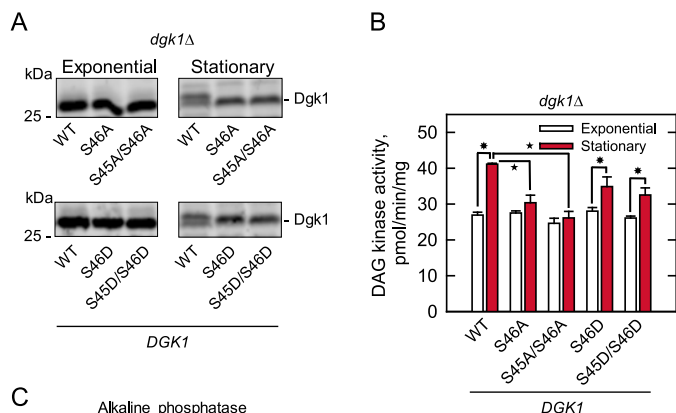 A
dgk1Δ
Exponential Stationary
kDa kDa
25 - 25 - - Dgk1
WT S46A S45A/S46A WT S46A S45A/S46A
25 - 25 - - Dgk1
WT S46D S45D/S46D WT S46D S45D/S46D
DGK1
B
dgk1Δ
Exponential
Stationary
DAG kinase activity,
pmol/min/mg
50
40
30
20
10
0
WT S46A S45A/S46A S46D S45D/S46D
DGK1
C
Alkaline phosphatase